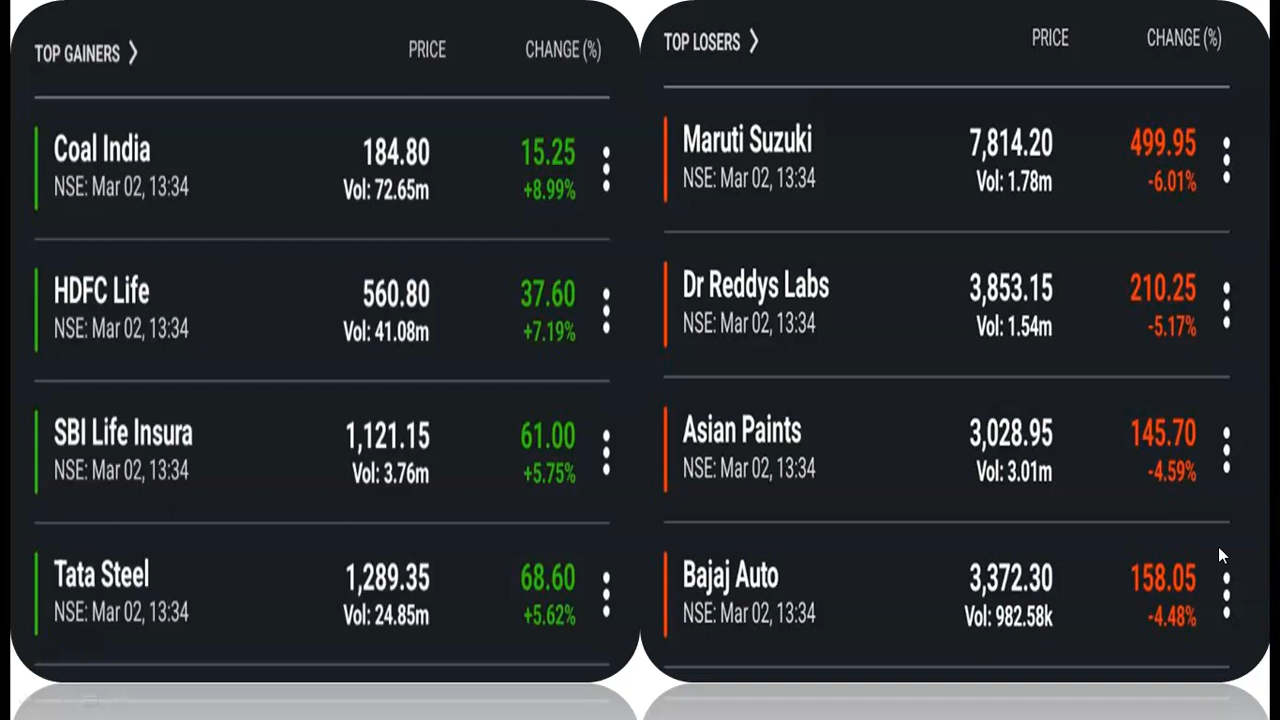 TOP GAINERS PRICE CHANGE (%)
Coal India 184.80 15.25
NSE: Mar 02, 13:34 Vol: 72.65m +8.99%
HDFC Life 560.80 37.60
NSE: Mar 02, 13:34 Vol: 41.08m +7.19%
SBI Life Insura 1,121.15 61.00
NSE: Mar 02, 13:34 Vol: 3.76m +5.75%
Tata Steel 1,289.35 68.60
NSE: Mar 02, 13:34 Vol: 24.85m +5.62%
TOP LOSERS PRICE CHANGE (%)
Maruti Suzuki 7,814.20 499.95
NSE: Mar 02, 13:34 Vol: 1.78m -6.01%
Dr Reddys Labs 3,853.15 210.25
NSE: Mar 02, 13:34 Vol: 1.54m -5.17%
Asian Paints 3,028.95 145.70
NSE: Mar 02, 13:34 Vol: 3.01m -4.59%
Bajaj Auto 3,372.30 158.05
NSE: Mar 02, 13:34 Vol: 982.58k -4.48%